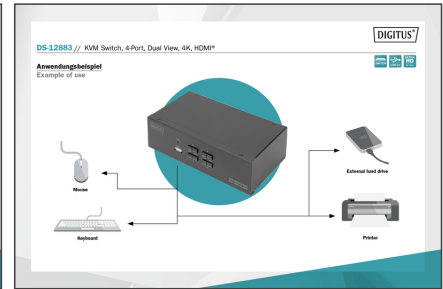 DIGITUS®
DS-12883 // KVM Switch, 4-Port, Dual View, 4K, HDMI®
Anwendungsbeispiel
Example of use
Mouse
Keyboard
External hard drive
Printer